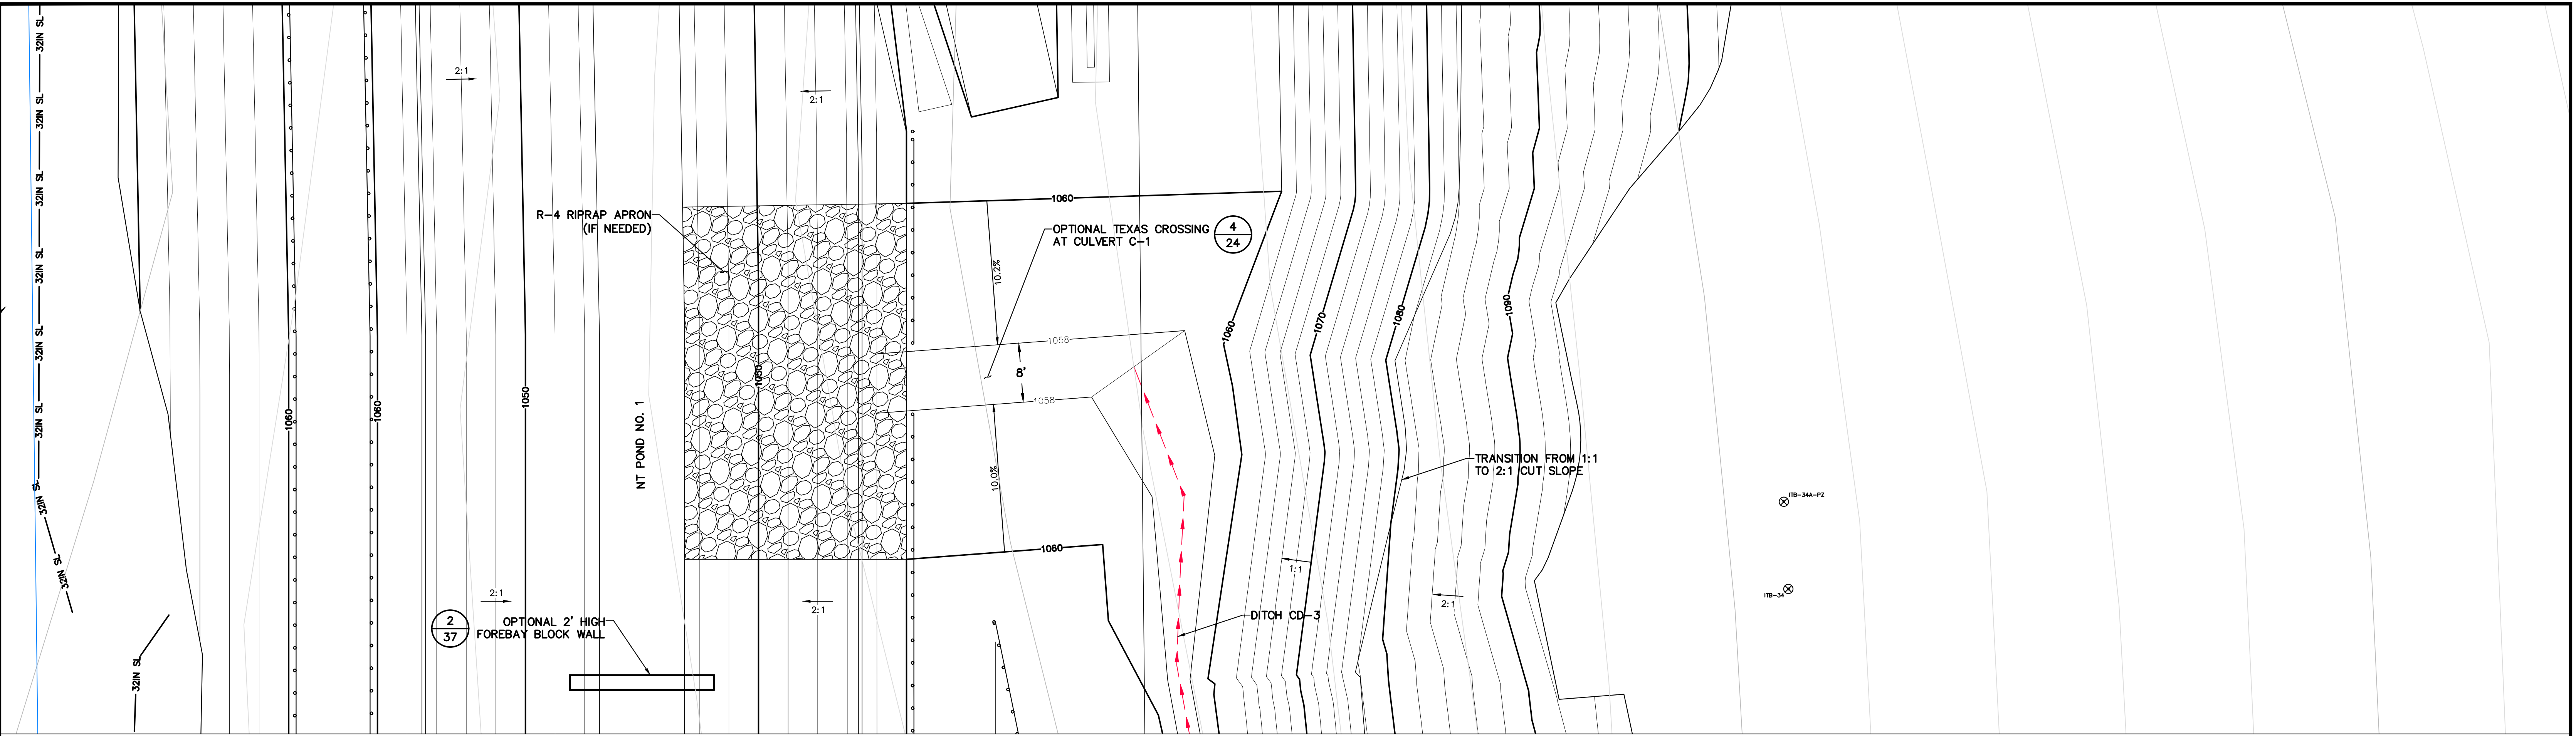 32IN SL
32IN SL
32IN SL
32IN SL
32IN SL
32IN SL
32IN SL
32IN SL
32IN SL
2:1
2:1
R-4 RIPRAP APRON
(IF NEEDED)
1060
OPTIONAL TEXAS CROSSING
AT CULVERT C-1
4
24
10.2%
1058
8'
1058
10.0%
1060
1060
1060
1050
1050
NT POND NO. 1
1060
1070
1080
1090
TRANSITION FROM 1:1
TO 2:1 CUT SLOPE
ITB-34A-PZ
ITB-34
1:1
2:1
2:1
2:1
2
37
OPTIONAL 2' HIGH
FOREBAY BLOCK WALL
DITCH CD-3